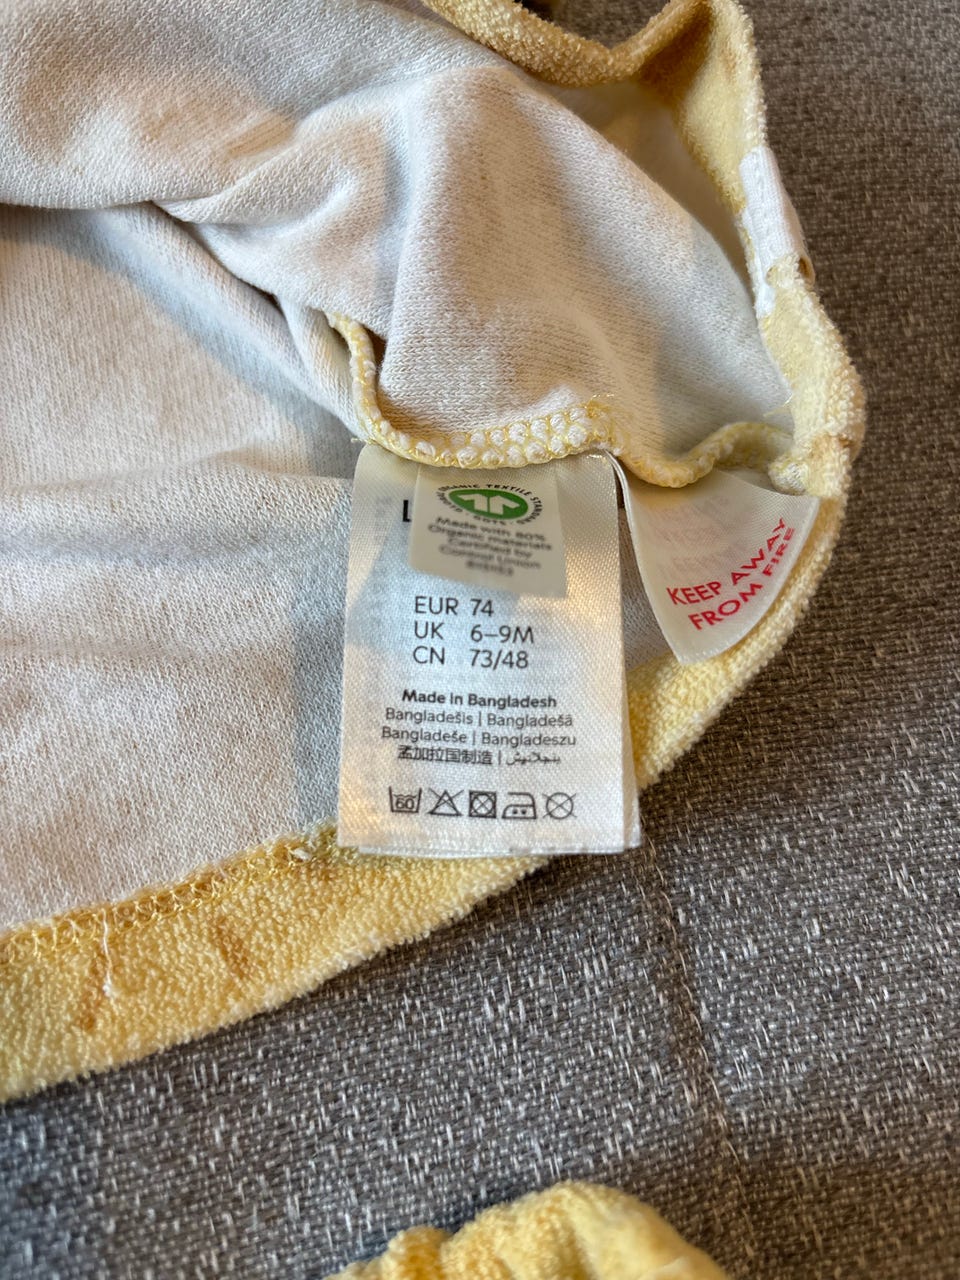 ORGANIC TEXTILE STANDARD
GLOBAL
· GOTS ·
Made with 80%
Organic materials
Certified by
Control Union
L
EUR 74
UK 6–9M
CN 73/48
Made in Bangladesh
Bangladešis | Bangladešā
Bangladeše | Bangladeszu
孟加拉国制造 | بنجلاديش
60
KEEP AWAY
FROM FIRE